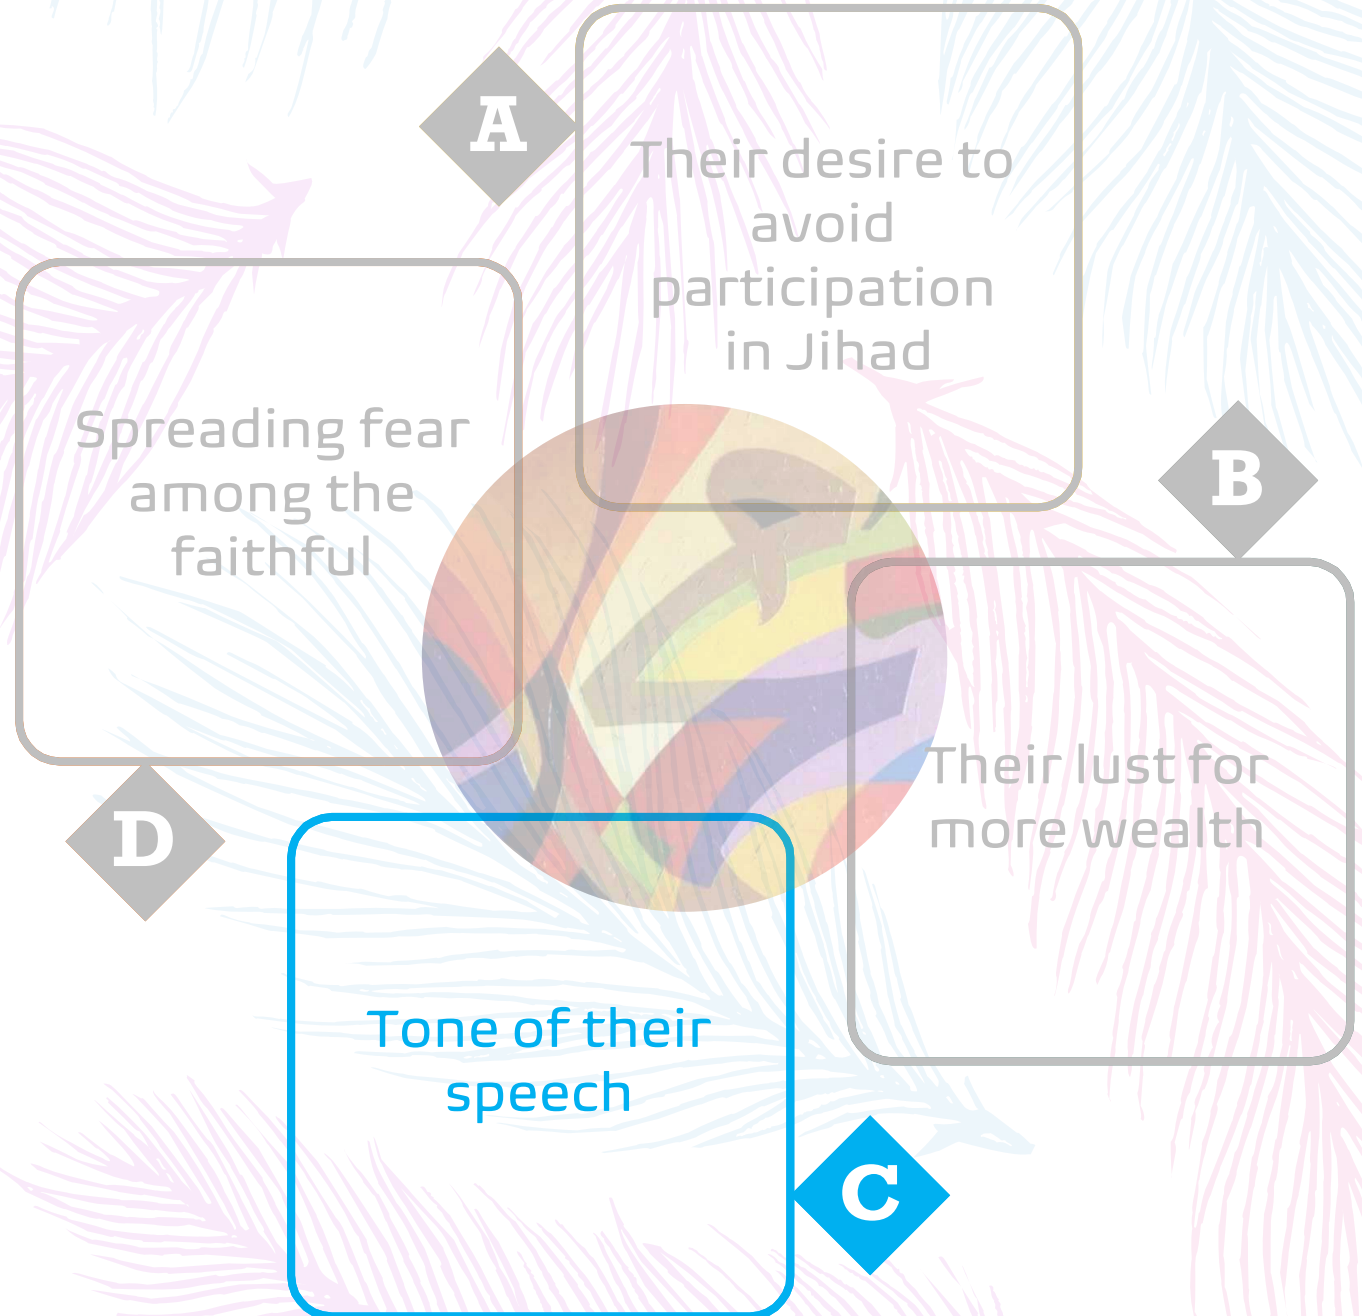 A
Their desire to
avoid
participation
in Jihad
B
Their lust for
more wealth
C
Tone of their
speech
D
Spreading fear
among the
faithful